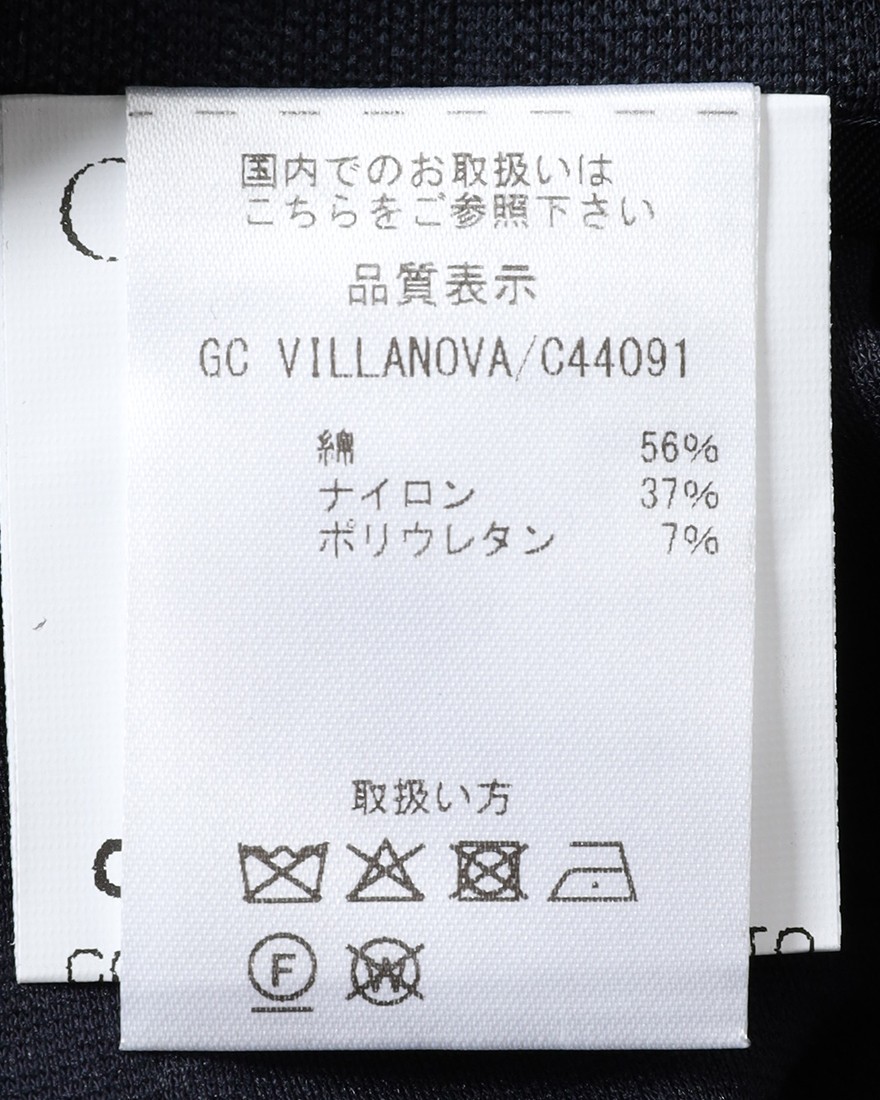 国内でのお取扱いは
こちらをご参照下さい
品質表示
GC VILLANOVA/C44091
綿 56%
ナイロン 37%
ポリウレタン 7%
取扱い方
F W